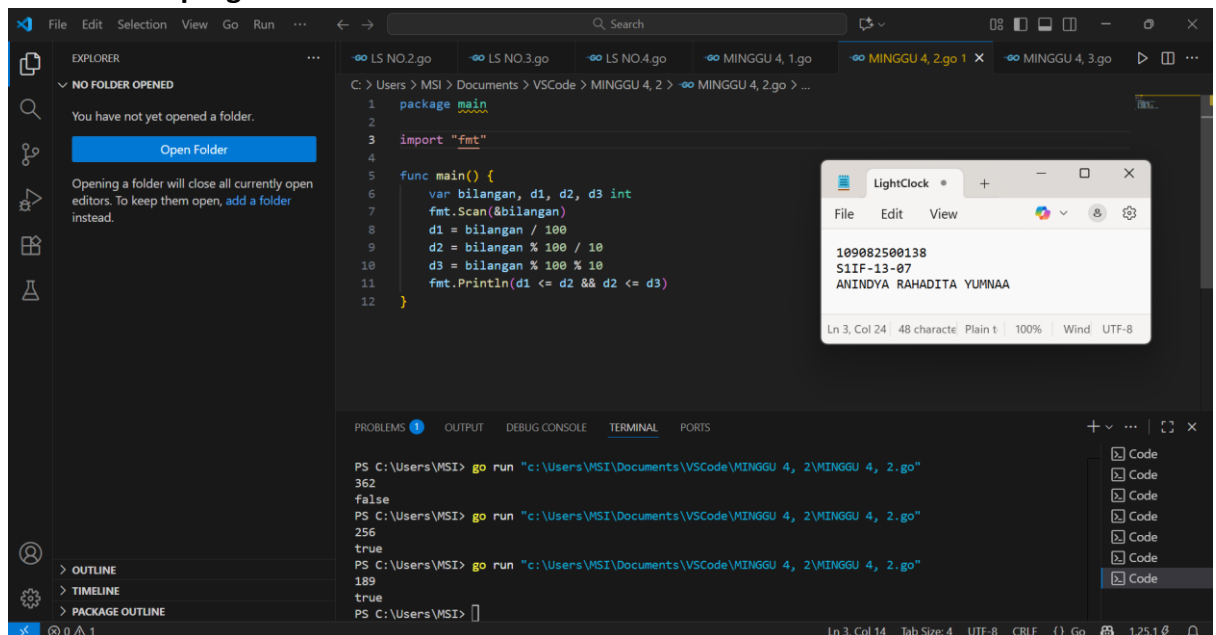 File Edit Selection View Go Run ...
Search
EXPLORER
NO FOLDER OPENED
You have not yet opened a folder.
Open Folder
Opening a folder will close all currently open
editors. To keep them open, add a folder
instead.
OUTLINE
TIMELINE
PACKAGE OUTLINE
LS NO.2.go LS NO.3.go LS NO.4.go MINGGU 4, 1.go MINGGU 4, 2.go 1 MINGGU 4, 3.go
C: > Users > MSI > Documents > VSCode > MINGGU 4, 2 > MINGGU 4, 2.go > ...
1 package main
2
3 import "fmt"
4
5 func main() {
6 var bilangan, d1, d2, d3 int
7 fmt.Scan(&bilangan)
8 d1 = bilangan / 100
9 d2 = bilangan % 100 / 10
10 d3 = bilangan % 100 % 10
11 fmt.Println(d1 <= d2 && d2 <= d3)
12 }
LightClock
File Edit View
109082500138
S1IF-13-07
ANINDYA RAHADITA YUMNAA
Ln 3, Col 24 48 characte Plain t 100% Wind UTF-8
PROBLEMS 1 OUTPUT DEBUG CONSOLE TERMINAL PORTS
PS C:\Users\MSI> go run "c:\Users\MSI\Documents\VSCode\MINGGU 4, 2\MINGGU 4, 2.go"
362
false
PS C:\Users\MSI> go run "c:\Users\MSI\Documents\VSCode\MINGGU 4, 2\MINGGU 4, 2.go"
256
true
PS C:\Users\MSI> go run "c:\Users\MSI\Documents\VSCode\MINGGU 4, 2\MINGGU 4, 2.go"
189
true
PS C:\Users\MSI>
Code
Code
Code
Code
Code
Code
Code
0 1 Ln 3, Col 14 Tab Size: 4 UTF-8 CRLF {} Go 1.25.1